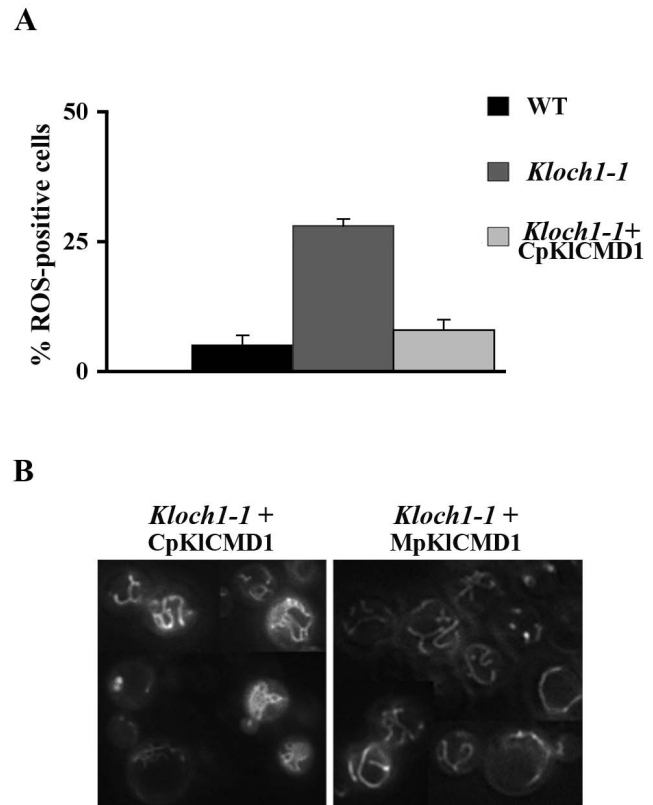 A
50
25
0
% ROS-positive cells
WT
Kloch1-1
Kloch1-1+
CpKlCMD1
B
Kloch1-1 +
CpKlCMD1
Kloch1-1 +
MpKlCMD1